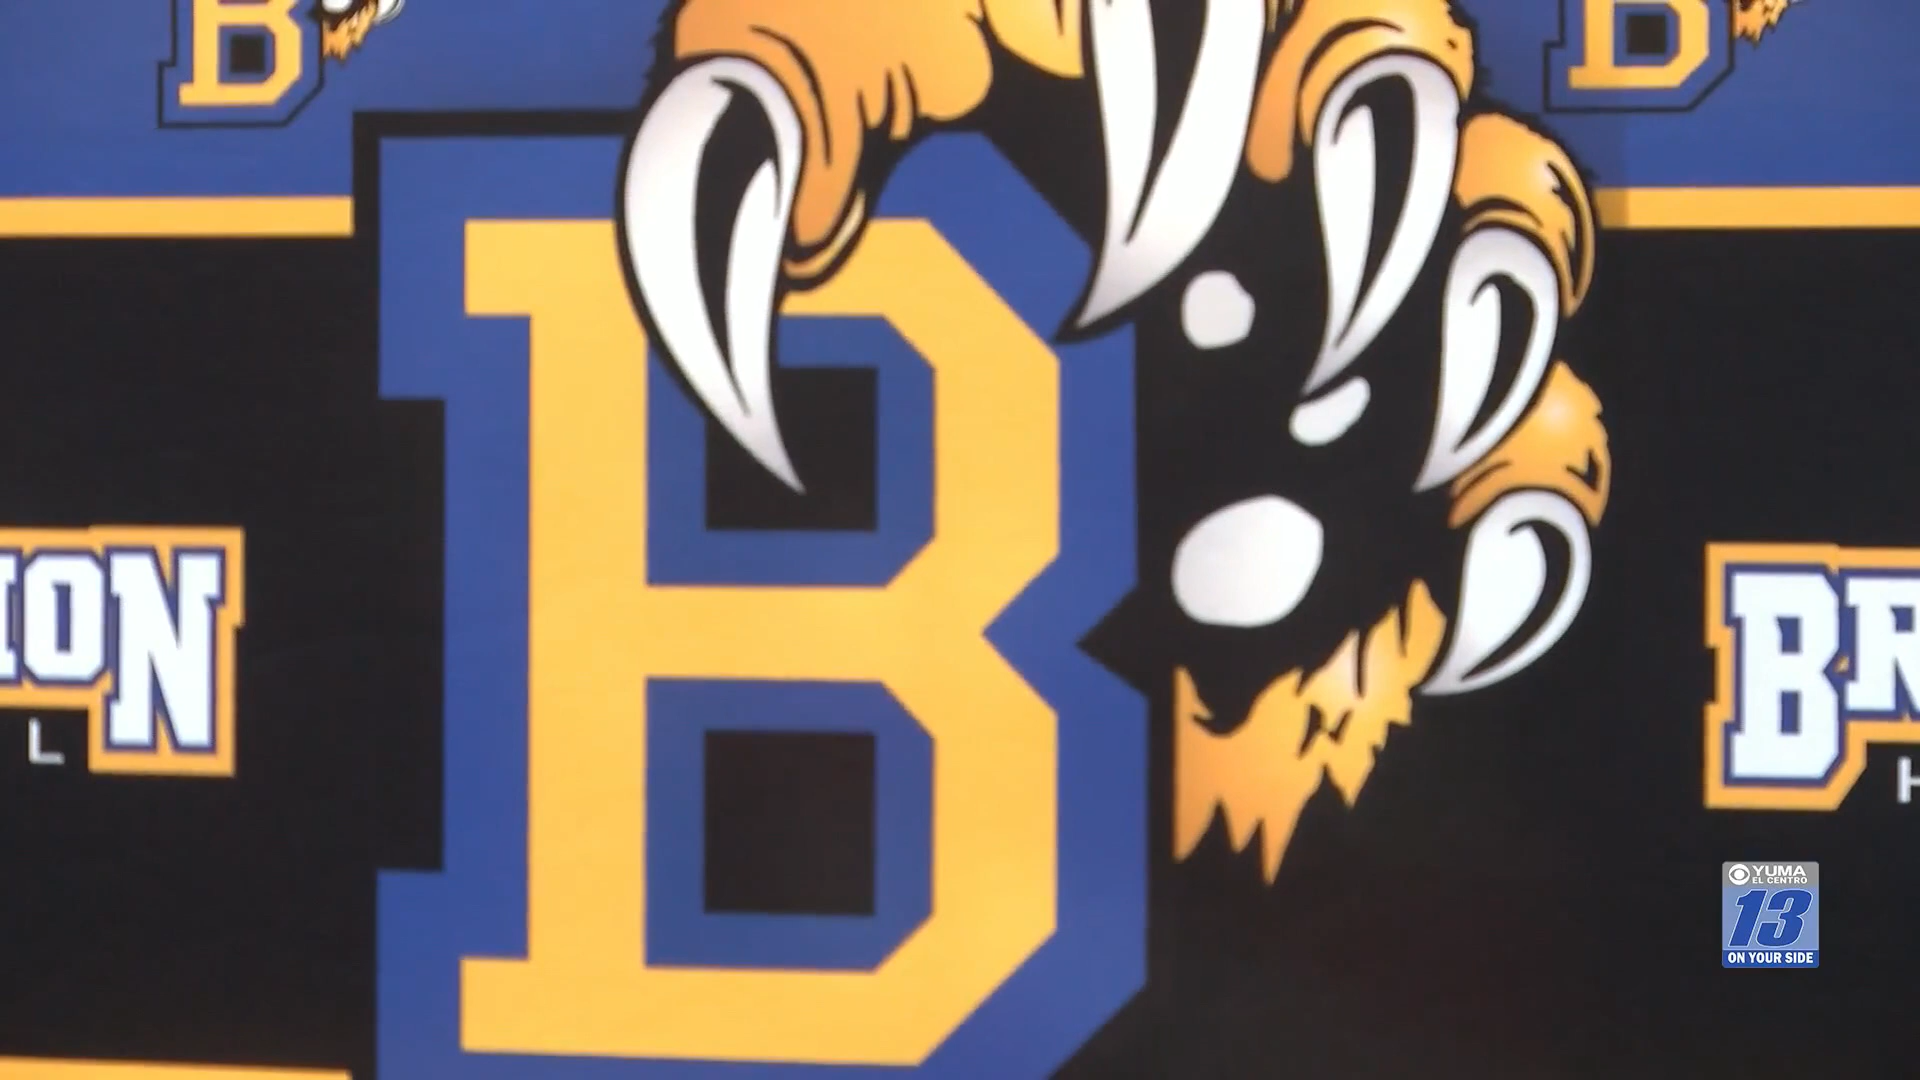 B
B
B
ION
L
BR
H
YUMA
EL CENTRO
13
ON YOUR SIDE